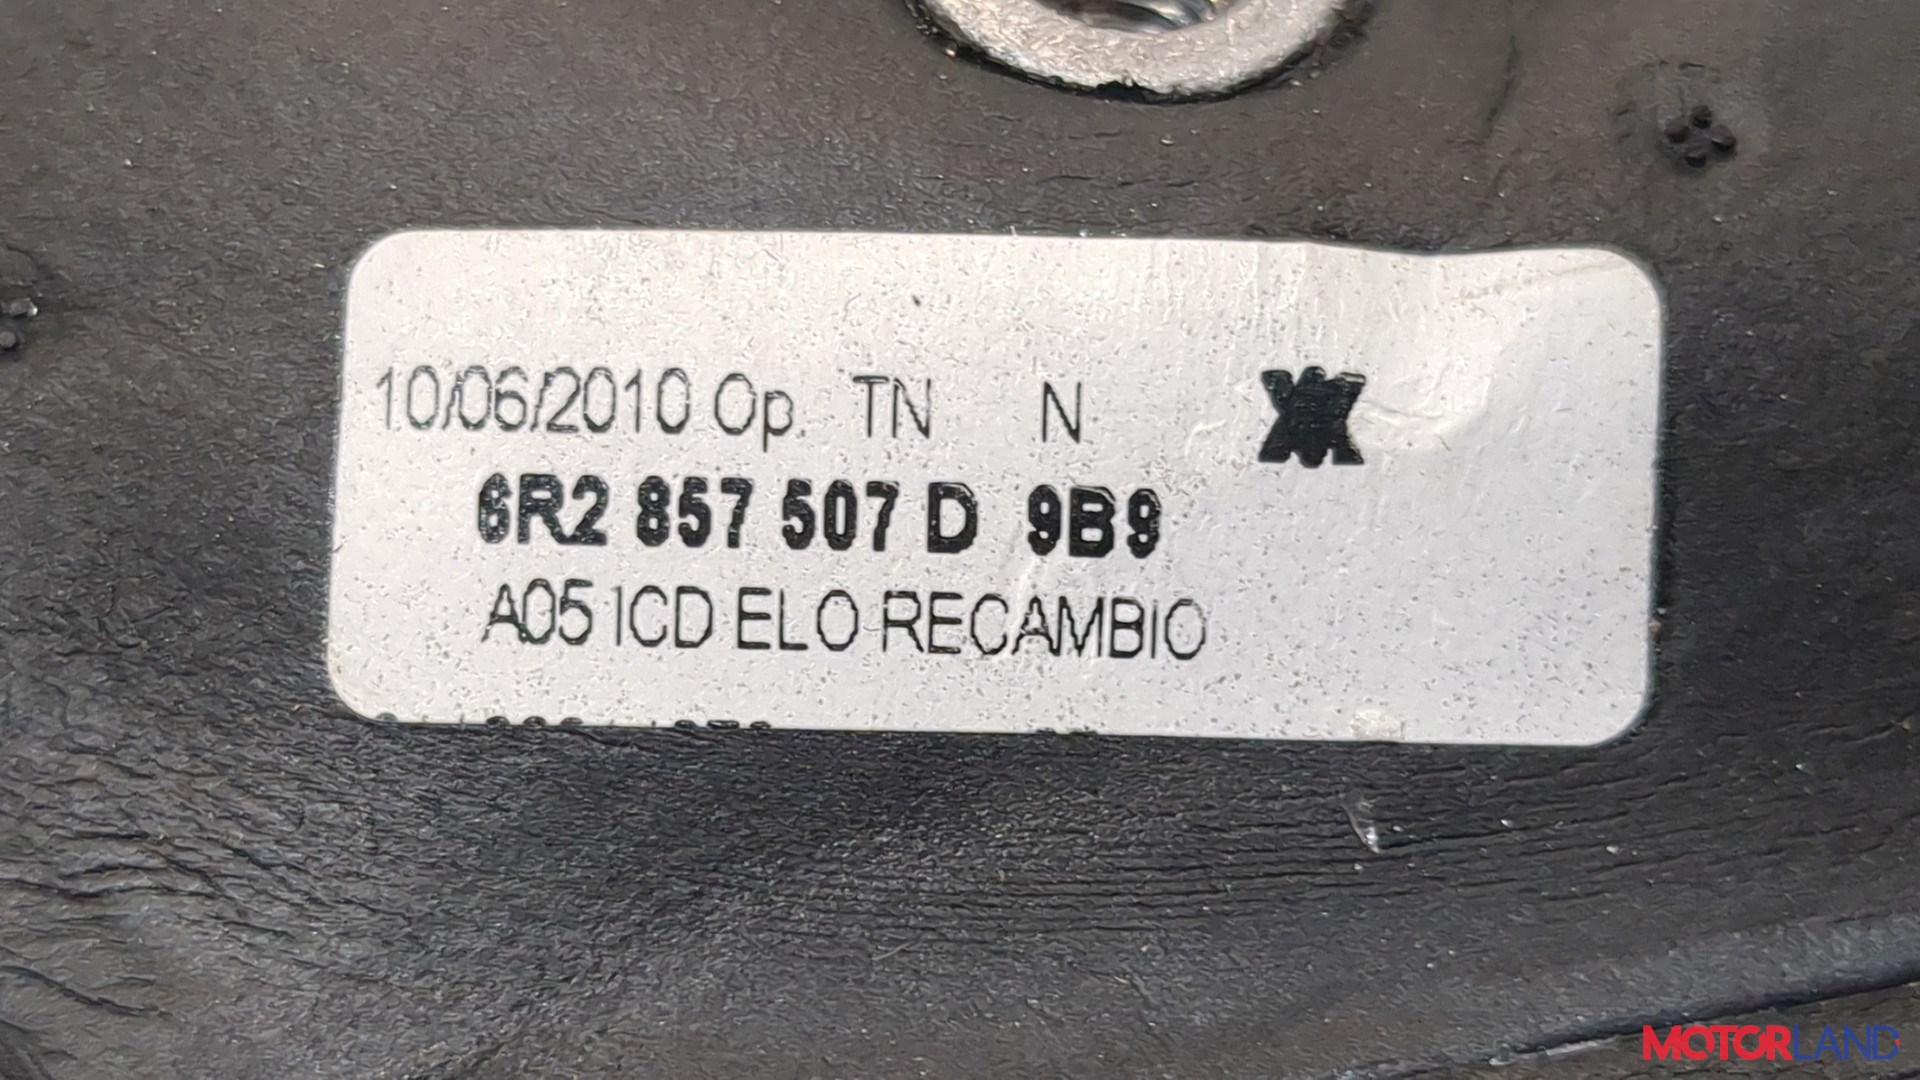 10/06/2010 Op. TN N
6R2 857 507 D 9B9
A05 ICD ELO RECAMBIO
MOTORLAND